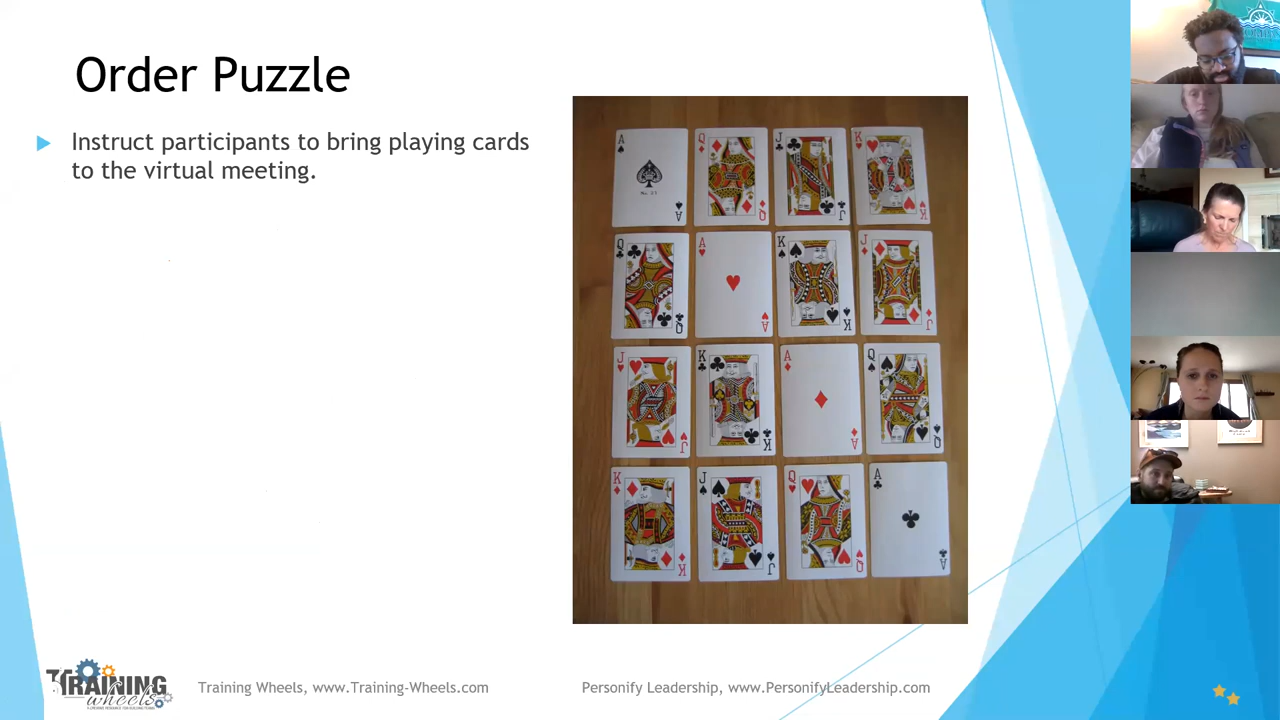 Order Puzzle
Instruct participants to bring playing cards
to the virtual meeting.
A Q J K
A Q J K
Q A K J
Q A K J
J K A Q
J K A Q
K J Q A
K J Q A
TRAINING
wheels
Training Wheels, www.Training-Wheels.com
Personify Leadership, www.PersonifyLeadership.com